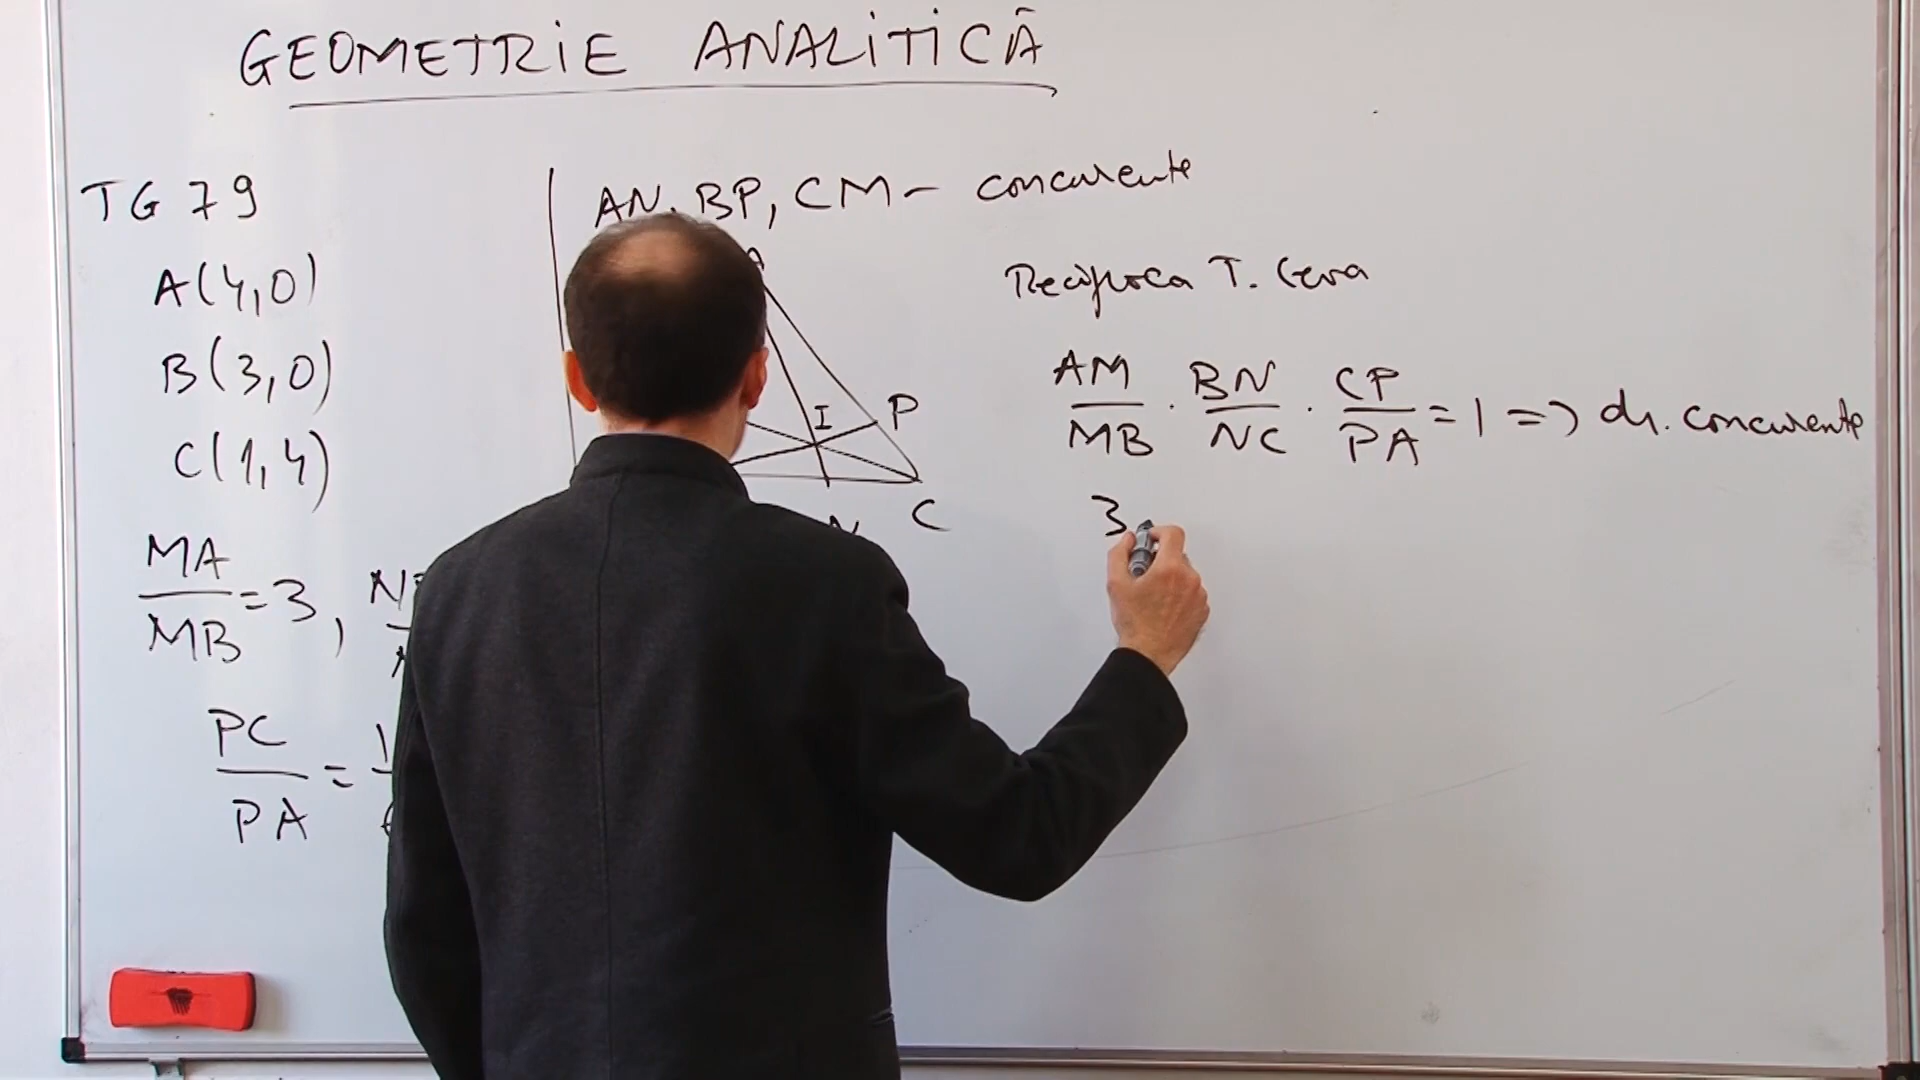 GEOMETRIE ANALITICĂ
TG 79
A(4,0)
B(3,0)
C(1,4)
MA/MB = 3, N
PC/PA = 1
AN, BP, CM - concurente
A
I P
N C
Reciproca T. Ceva
AM/MB · BN/NC · CP/PA = 1 => dr. concurente
3